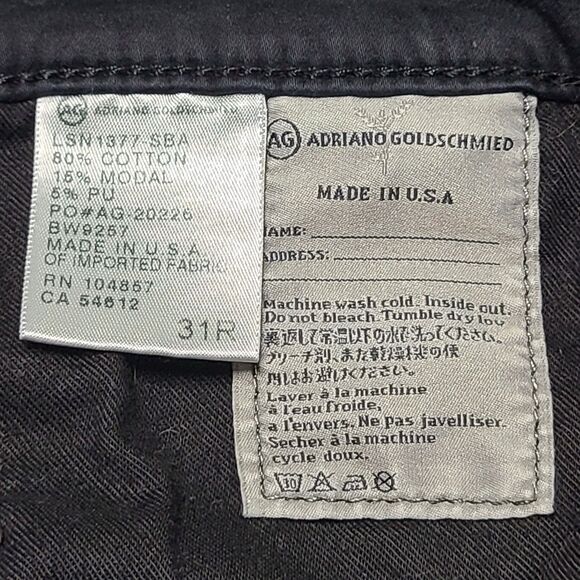 AG ADRIANO GOLDSCHMIED
LSN1377-SBA
80% COTTON
15% MODAL
5% PU
PO#AG-20226
BW9257
MADE IN U.S.A
OF IMPORTED FABRIC
RN 104857
CA 54612
31R
AG ADRIANO GOLDSCHMIED
MADE IN U.S.A
NAME:
ADDRESS:
Machine wash cold. Inside out.
Do not bleach. Tumble dry low
裏返して常温以下の水で洗ってください。
ブリーチ剤、また乾燥機の使
用はお避けください。
Laver à la machine
à l'eau froide,
a l'envers. Ne pas javelliser.
Secher à la machine
cycle doux.
30